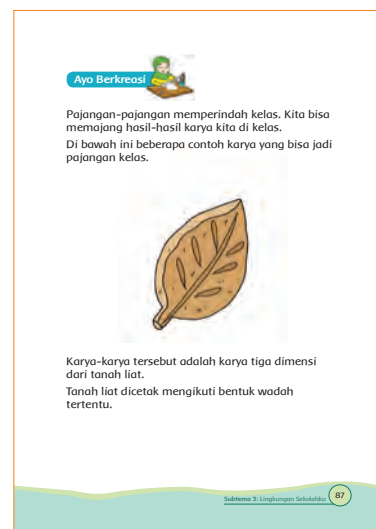 Ayo Berkreasi
Pajangan-pajangan memperindah kelas. Kita bisa
memajang hasil-hasil karya kita di kelas.
Di bawah ini beberapa contoh karya yang bisa jadi
pajangan kelas.
Karya-karya tersebut adalah karya tiga dimensi
dari tanah liat.
Tanah liat dicetak mengikuti bentuk wadah
tertentu.
Subtema 3: Lingkungan Sekolahku
87